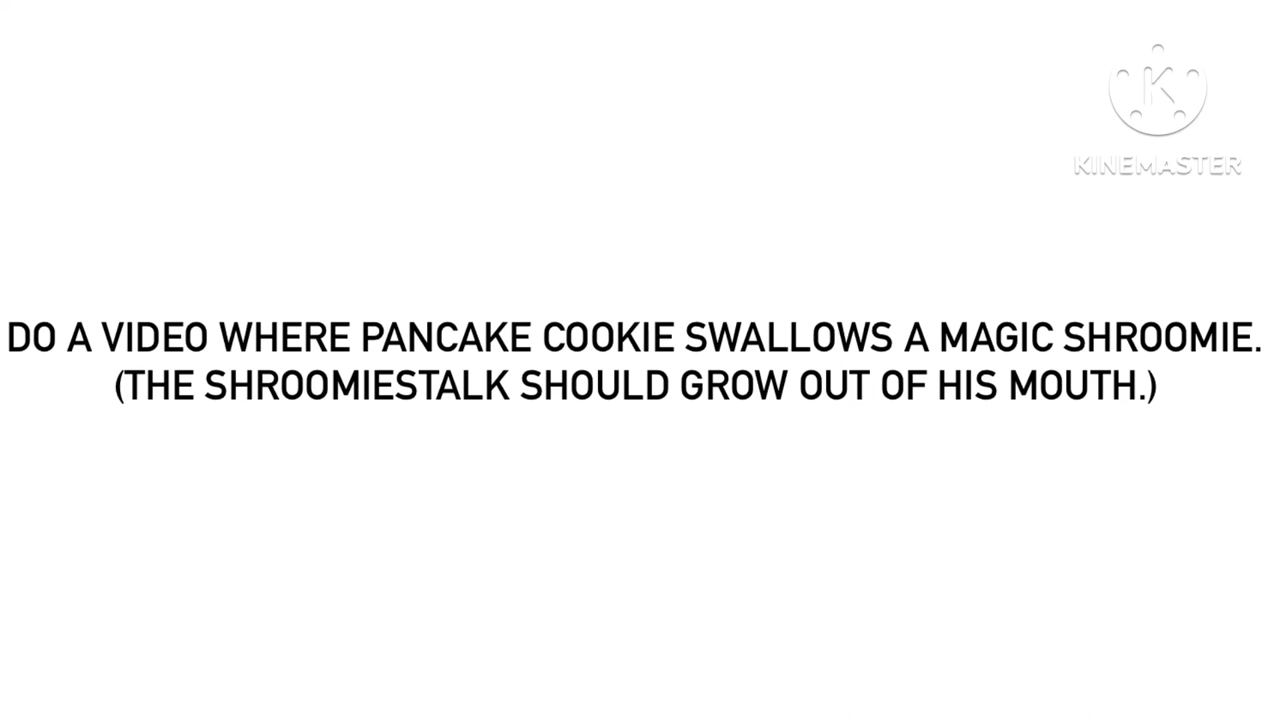 KINEMASTER
DO A VIDEO WHERE PANCAKE COOKIE SWALLOWS A MAGIC SHROOMIE.
(THE SHROOMIESTALK SHOULD GROW OUT OF HIS MOUTH.)